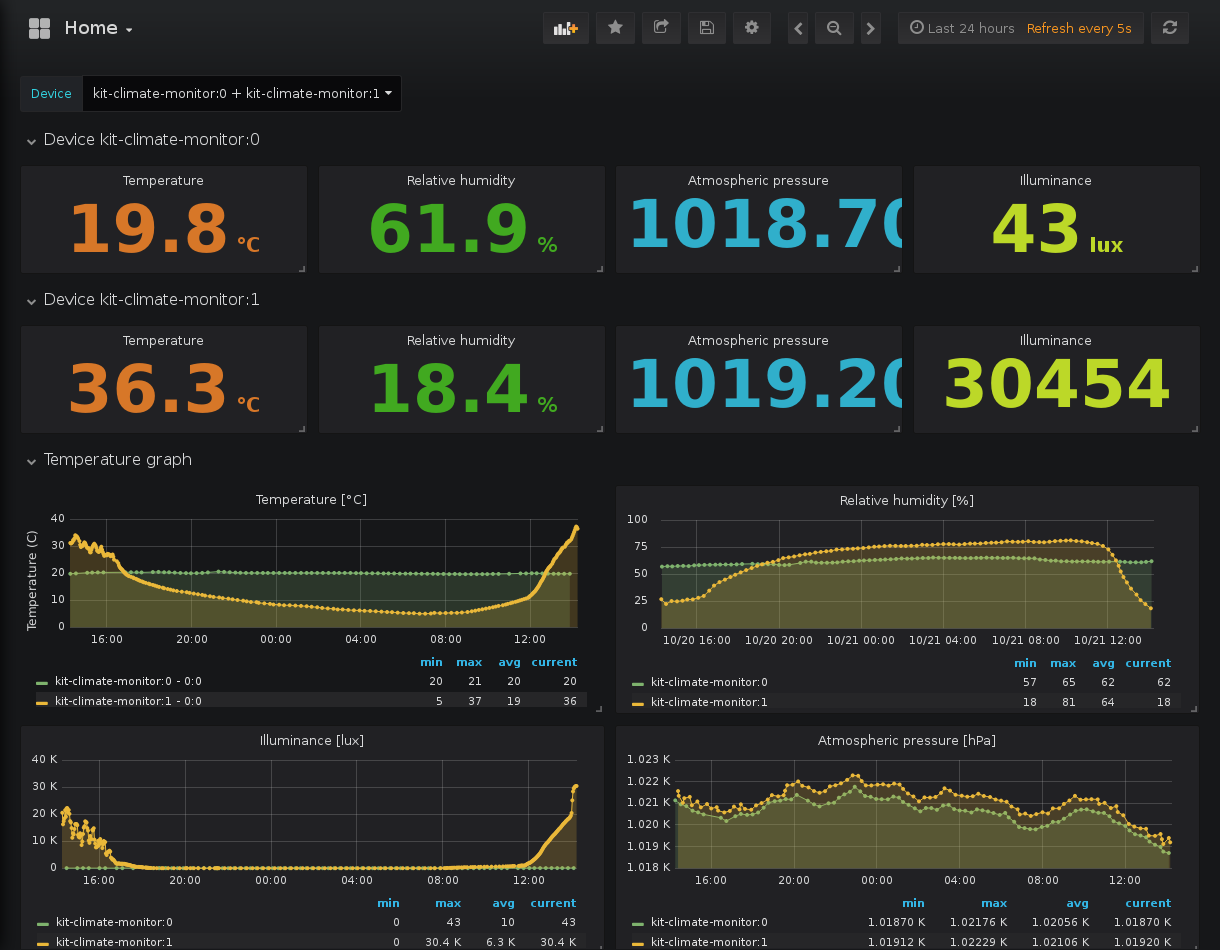 Home
Last 24 hours Refresh every 5s
Device kit-climate-monitor:0 + kit-climate-monitor:1
Device kit-climate-monitor:0
Temperature Relative humidity Atmospheric pressure Illuminance
19.8 °C 61.9 % 1018.70 43 lux
Device kit-climate-monitor:1
Temperature Relative humidity Atmospheric pressure Illuminance
36.3 °C 18.4 % 1019.20 30454
Temperature graph
Temperature [°C]
Temperature (C)
40
30
20
10
0
16:00 20:00 00:00 04:00 08:00 12:00
min max avg current
kit-climate-monitor:0 - 0:0 20 21 20 20
kit-climate-monitor:1 - 0:0 5 37 19 36
Relative humidity [%]
100
75
50
25
0
10/20 16:00 10/20 20:00 10/21 00:00 10/21 04:00 10/21 08:00 10/21 12:00
min max avg current
kit-climate-monitor:0 57 65 62 62
kit-climate-monitor:1 18 81 64 18
Illuminance [lux]
40 K
30 K
20 K
10 K
0
16:00 20:00 00:00 04:00 08:00 12:00
min max avg current
kit-climate-monitor:0 0 43 10 43
kit-climate-monitor:1 0 30.4 K 6.3 K 30.4 K
Atmospheric pressure [hPa]
1.023 K
1.022 K
1.021 K
1.020 K
1.019 K
1.018 K
16:00 20:00 00:00 04:00 08:00 12:00
min max avg current
kit-climate-monitor:0 1.01870 K 1.02176 K 1.02056 K 1.01870 K
kit-climate-monitor:1 1.01912 K 1.02229 K 1.02106 K 1.01920 K